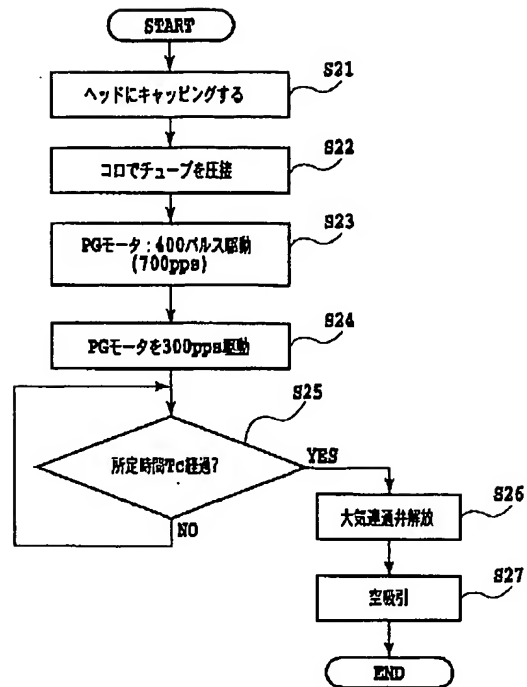 START
S21
ヘッドにキャッピングする
S22
コロでチューブを圧接
S23
PGモータ：400パルス駆動
(700pps)
S24
PGモータを300pps駆動
S25
所定時間TC経過?
YES
NO
S26
大気連通弁解放
S27
空吸引
END